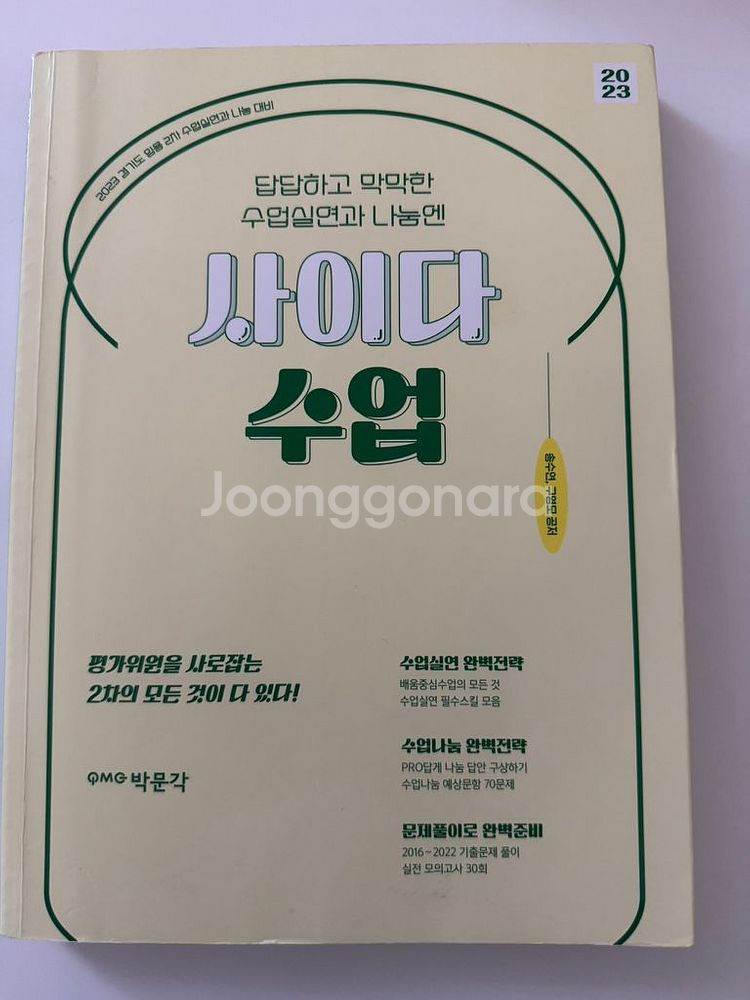 20
23
2023 경기도 임용 2차 수업실연과 나눔 대비
답답하고 막막한
수업실연과 나눔엔
사이다
수업
송수연, 구영모 공저
Joonggonara
평가위원을 사로잡는
2차의 모든 것이 다 있다!
PMG 박문각
수업실연 완벽전략
배움중심수업의 모든 것
수업실연 필수스킬 모음
수업나눔 완벽전략
PRO답게 나눔 답안 구상하기
수업나눔 예상문항 70문제
문제풀이로 완벽준비
2016~2022 기출문제 풀이
실전 모의고사 30회